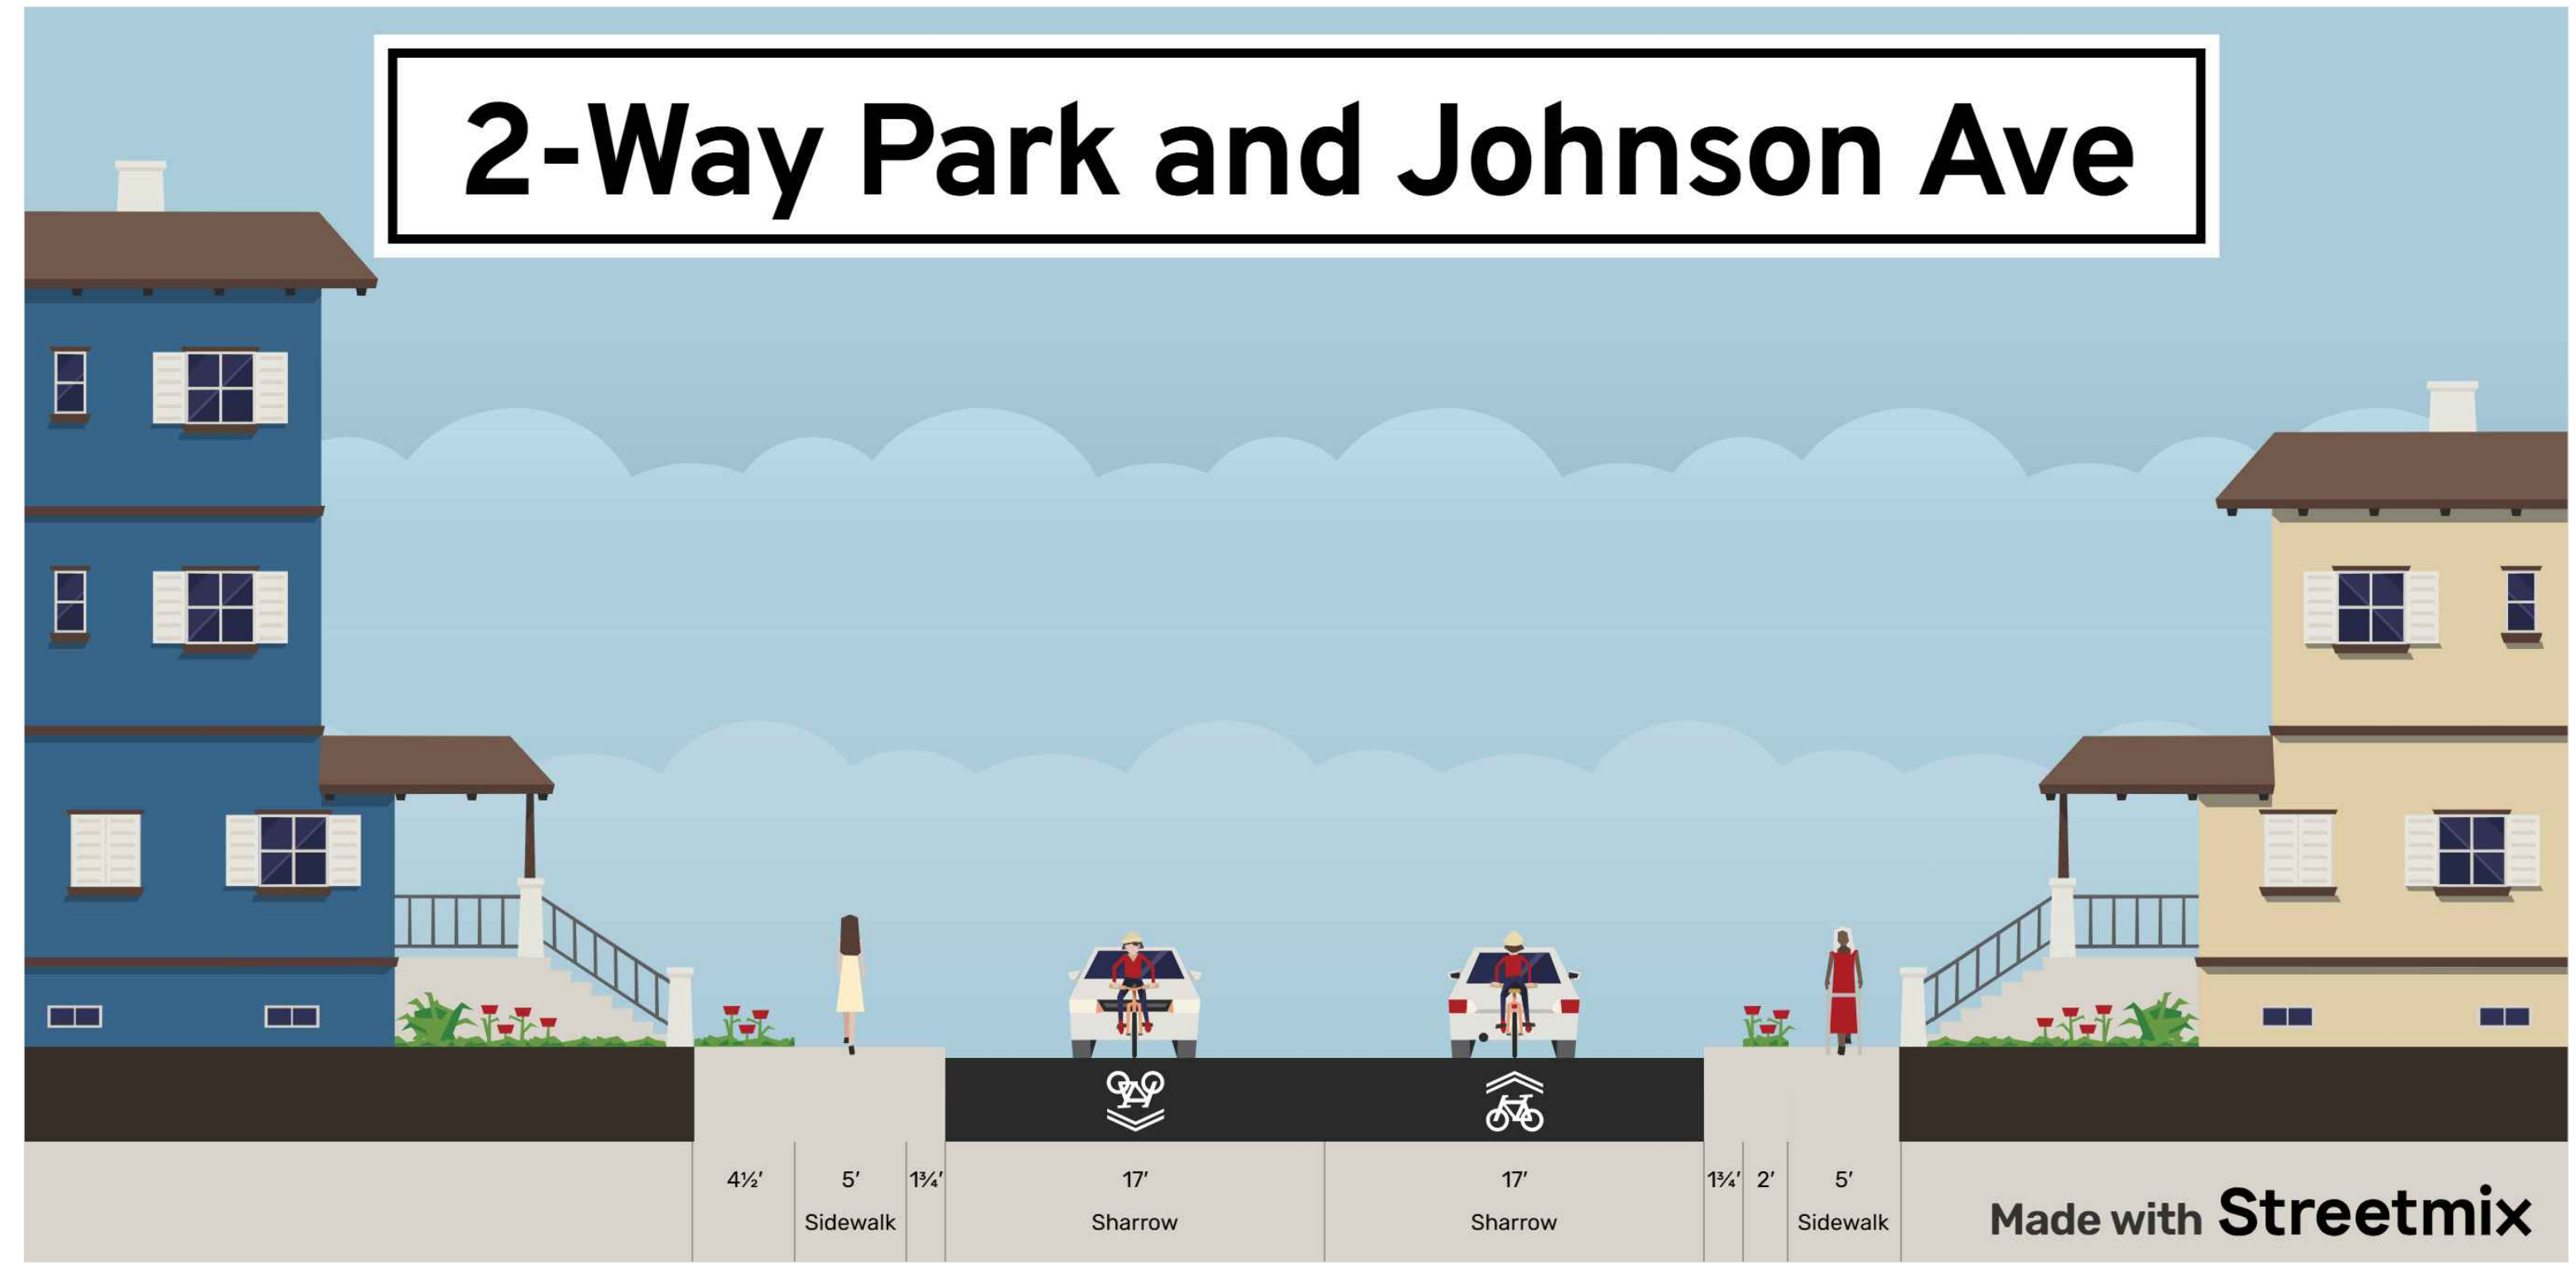 2-Way Park and Johnson Ave
4½′ 5′ 1¾′ 17′ 17′ 1¾′ 2′ 5′
Sidewalk Sharrow Sharrow Sidewalk
Made with Streetmix